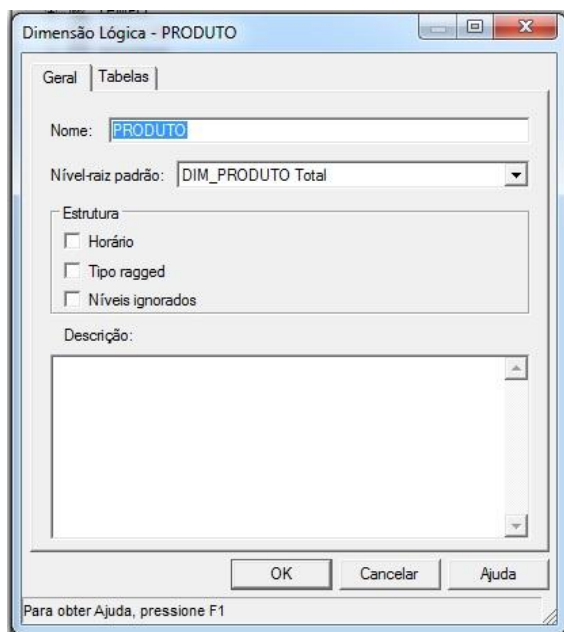 Dimensão Lógica - PRODUTO
Geral
Tabelas
Nome: PRODUTO
Nível-raiz padrão: DIM_PRODUTO Total
Estrutura
Horário
Tipo ragged
Níveis ignorados
Descrição:
OK Cancelar Ajuda
Para obter Ajuda, pressione F1